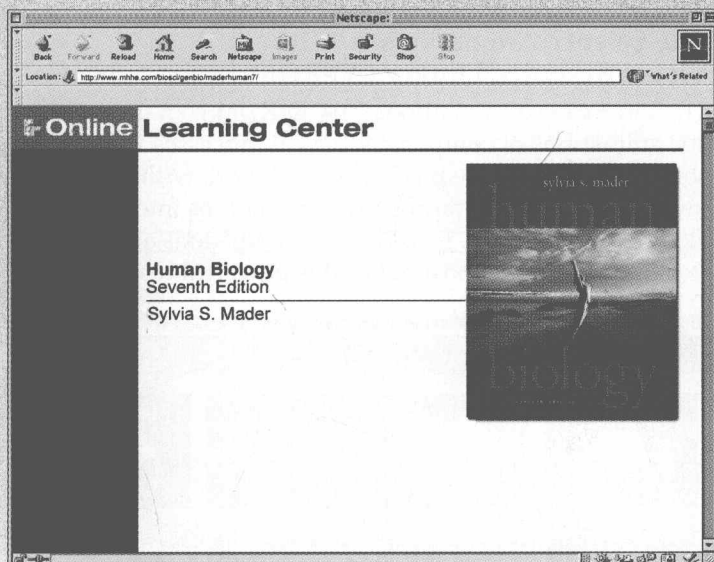 Netscape:
Back Forward Reload Home Search Netscape Images Print Security Shop Stop
N
Location: http://www.mhhe.com/biosci/genbio/maderhuman7/ What's Related
Online Learning Center
sylvia s. mader
human
Human Biology
Seventh Edition
Sylvia S. Mader
biology